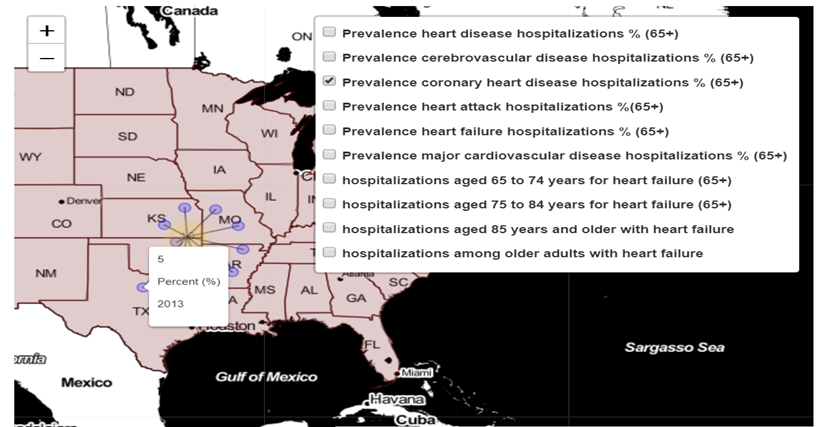 Canada
+
−
ON
Prevalence heart disease hospitalizations % (65+)
Prevalence cerebrovascular disease hospitalizations % (65+)
Prevalence coronary heart disease hospitalizations % (65+)
Prevalence heart attack hospitalizations %(65+)
Prevalence heart failure hospitalizations % (65+)
Prevalence major cardiovascular disease hospitalizations % (65+)
hospitalizations aged 65 to 74 years for heart failure (65+)
hospitalizations aged 75 to 84 years for heart failure (65+)
hospitalizations aged 85 years and older with heart failure
hospitalizations among older adults with heart failure
ND
MN
SD
WI
WY
IA
NE
IL
Denver
CO
KS
MO
5
Percent (%)
2013
NM
TX
MS
AL
GA
SC
Atlanta
Houston
FL
Miami
Mexico
Gulf of Mexico
Sargasso Sea
Havana
Cuba